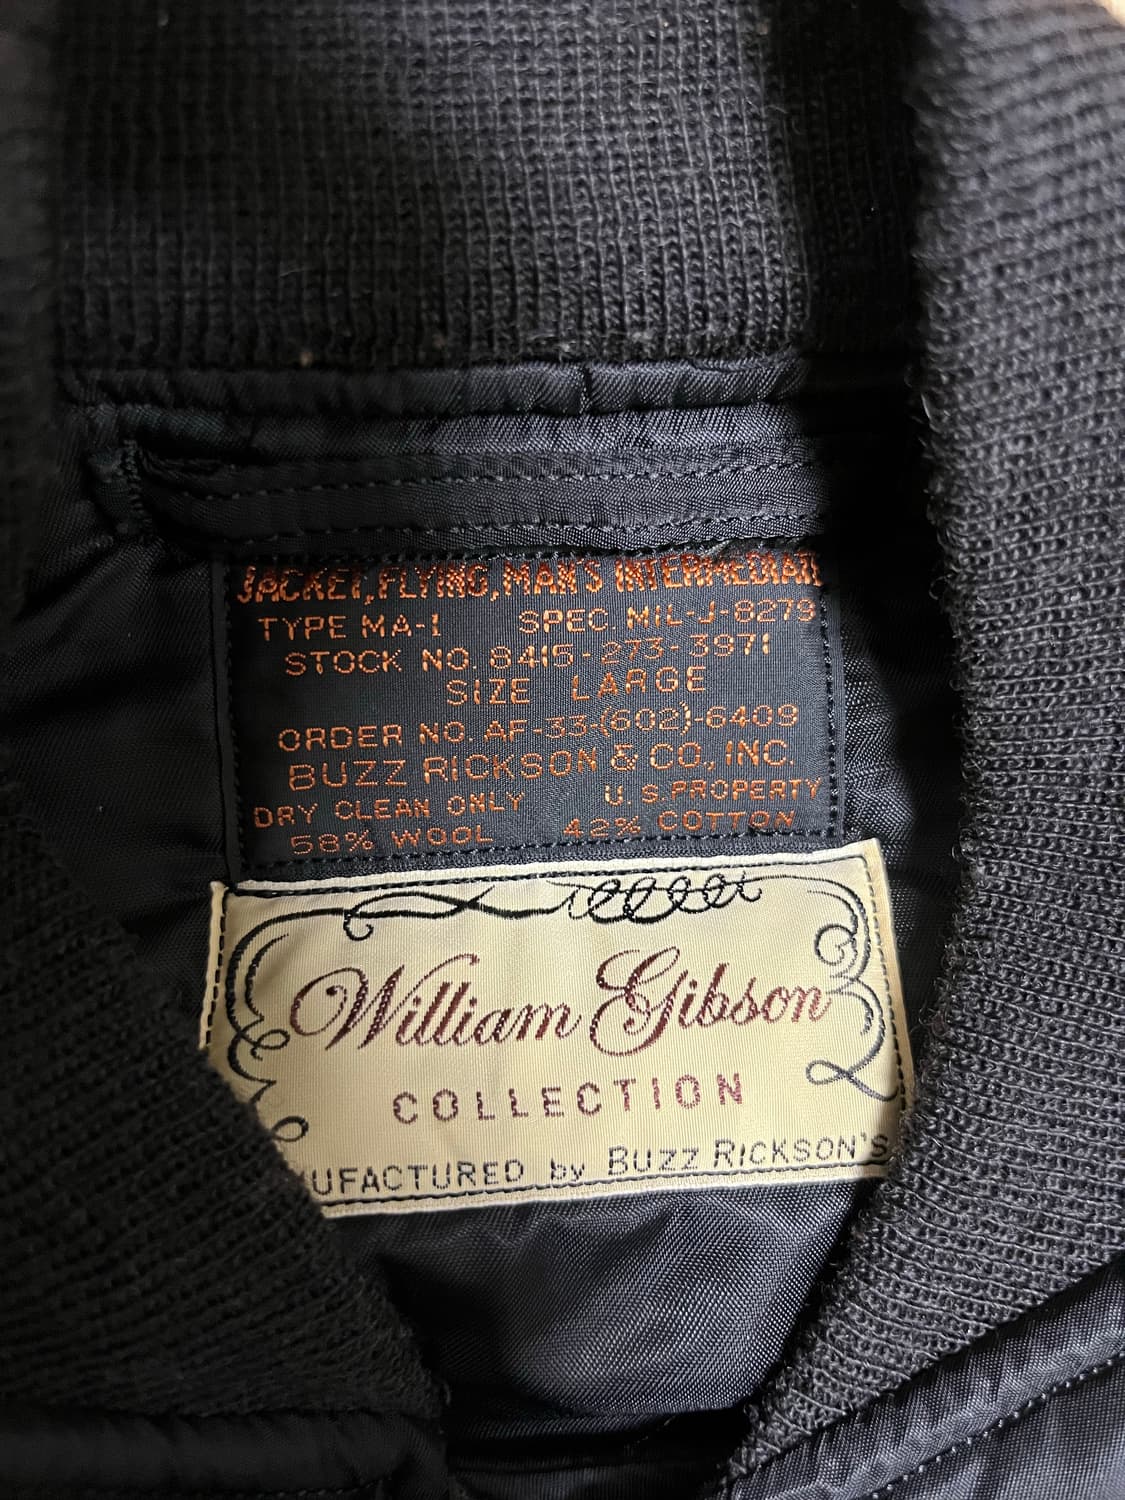 JACKET, FLYING, MAN'S INTERMEDIATE
TYPE MA-1 SPEC. MIL-J-8279
STOCK NO. 8415-273-3971
SIZE LARGE
ORDER NO. AF-33-(602)-6409
BUZZ RICKSON & CO., INC.
DRY CLEAN ONLY U.S. PROPERTY
58% WOOL 42% COTTON
William Gibson
COLLECTION
UFACTURED by BUZZ RICKSON'S